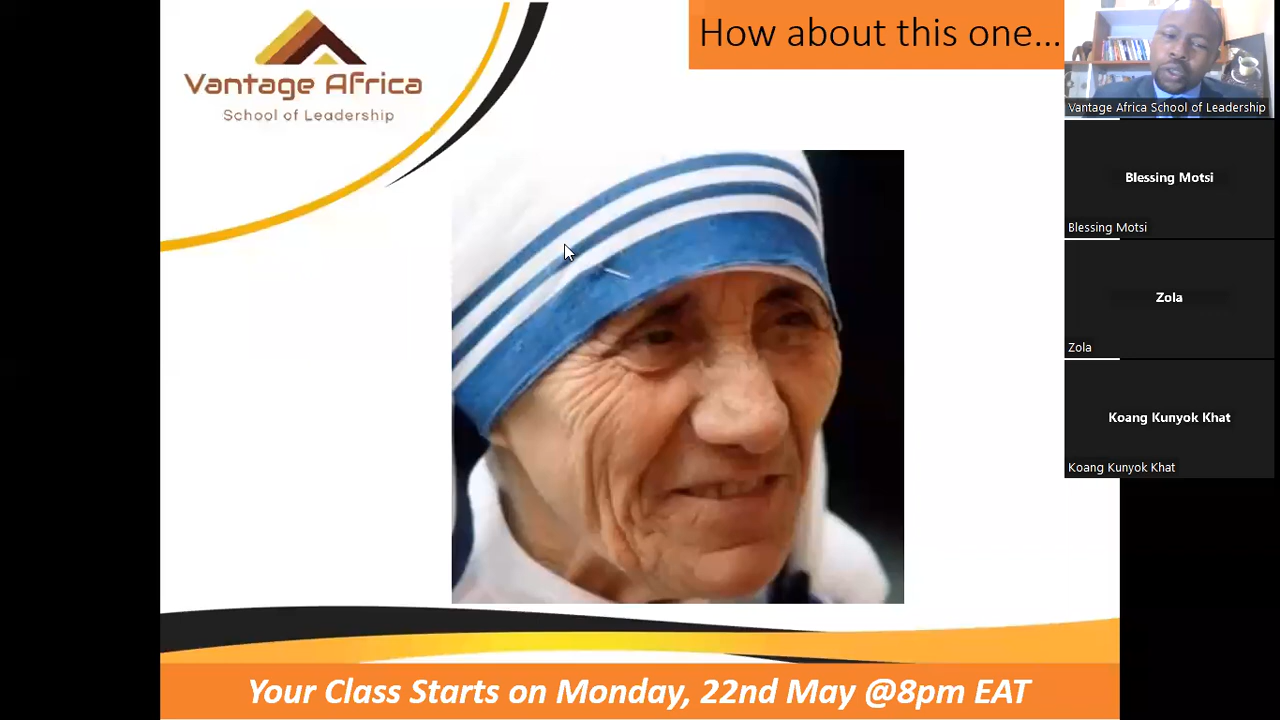 How about this one...
Vantage Africa
School of Leadership
Vantage Africa School of Leadership
Blessing Motsi
Blessing Motsi
Zola
Zola
Koang Kunyok Khat
Koang Kunyok Khat
Your Class Starts on Monday, 22nd May @8pm EAT